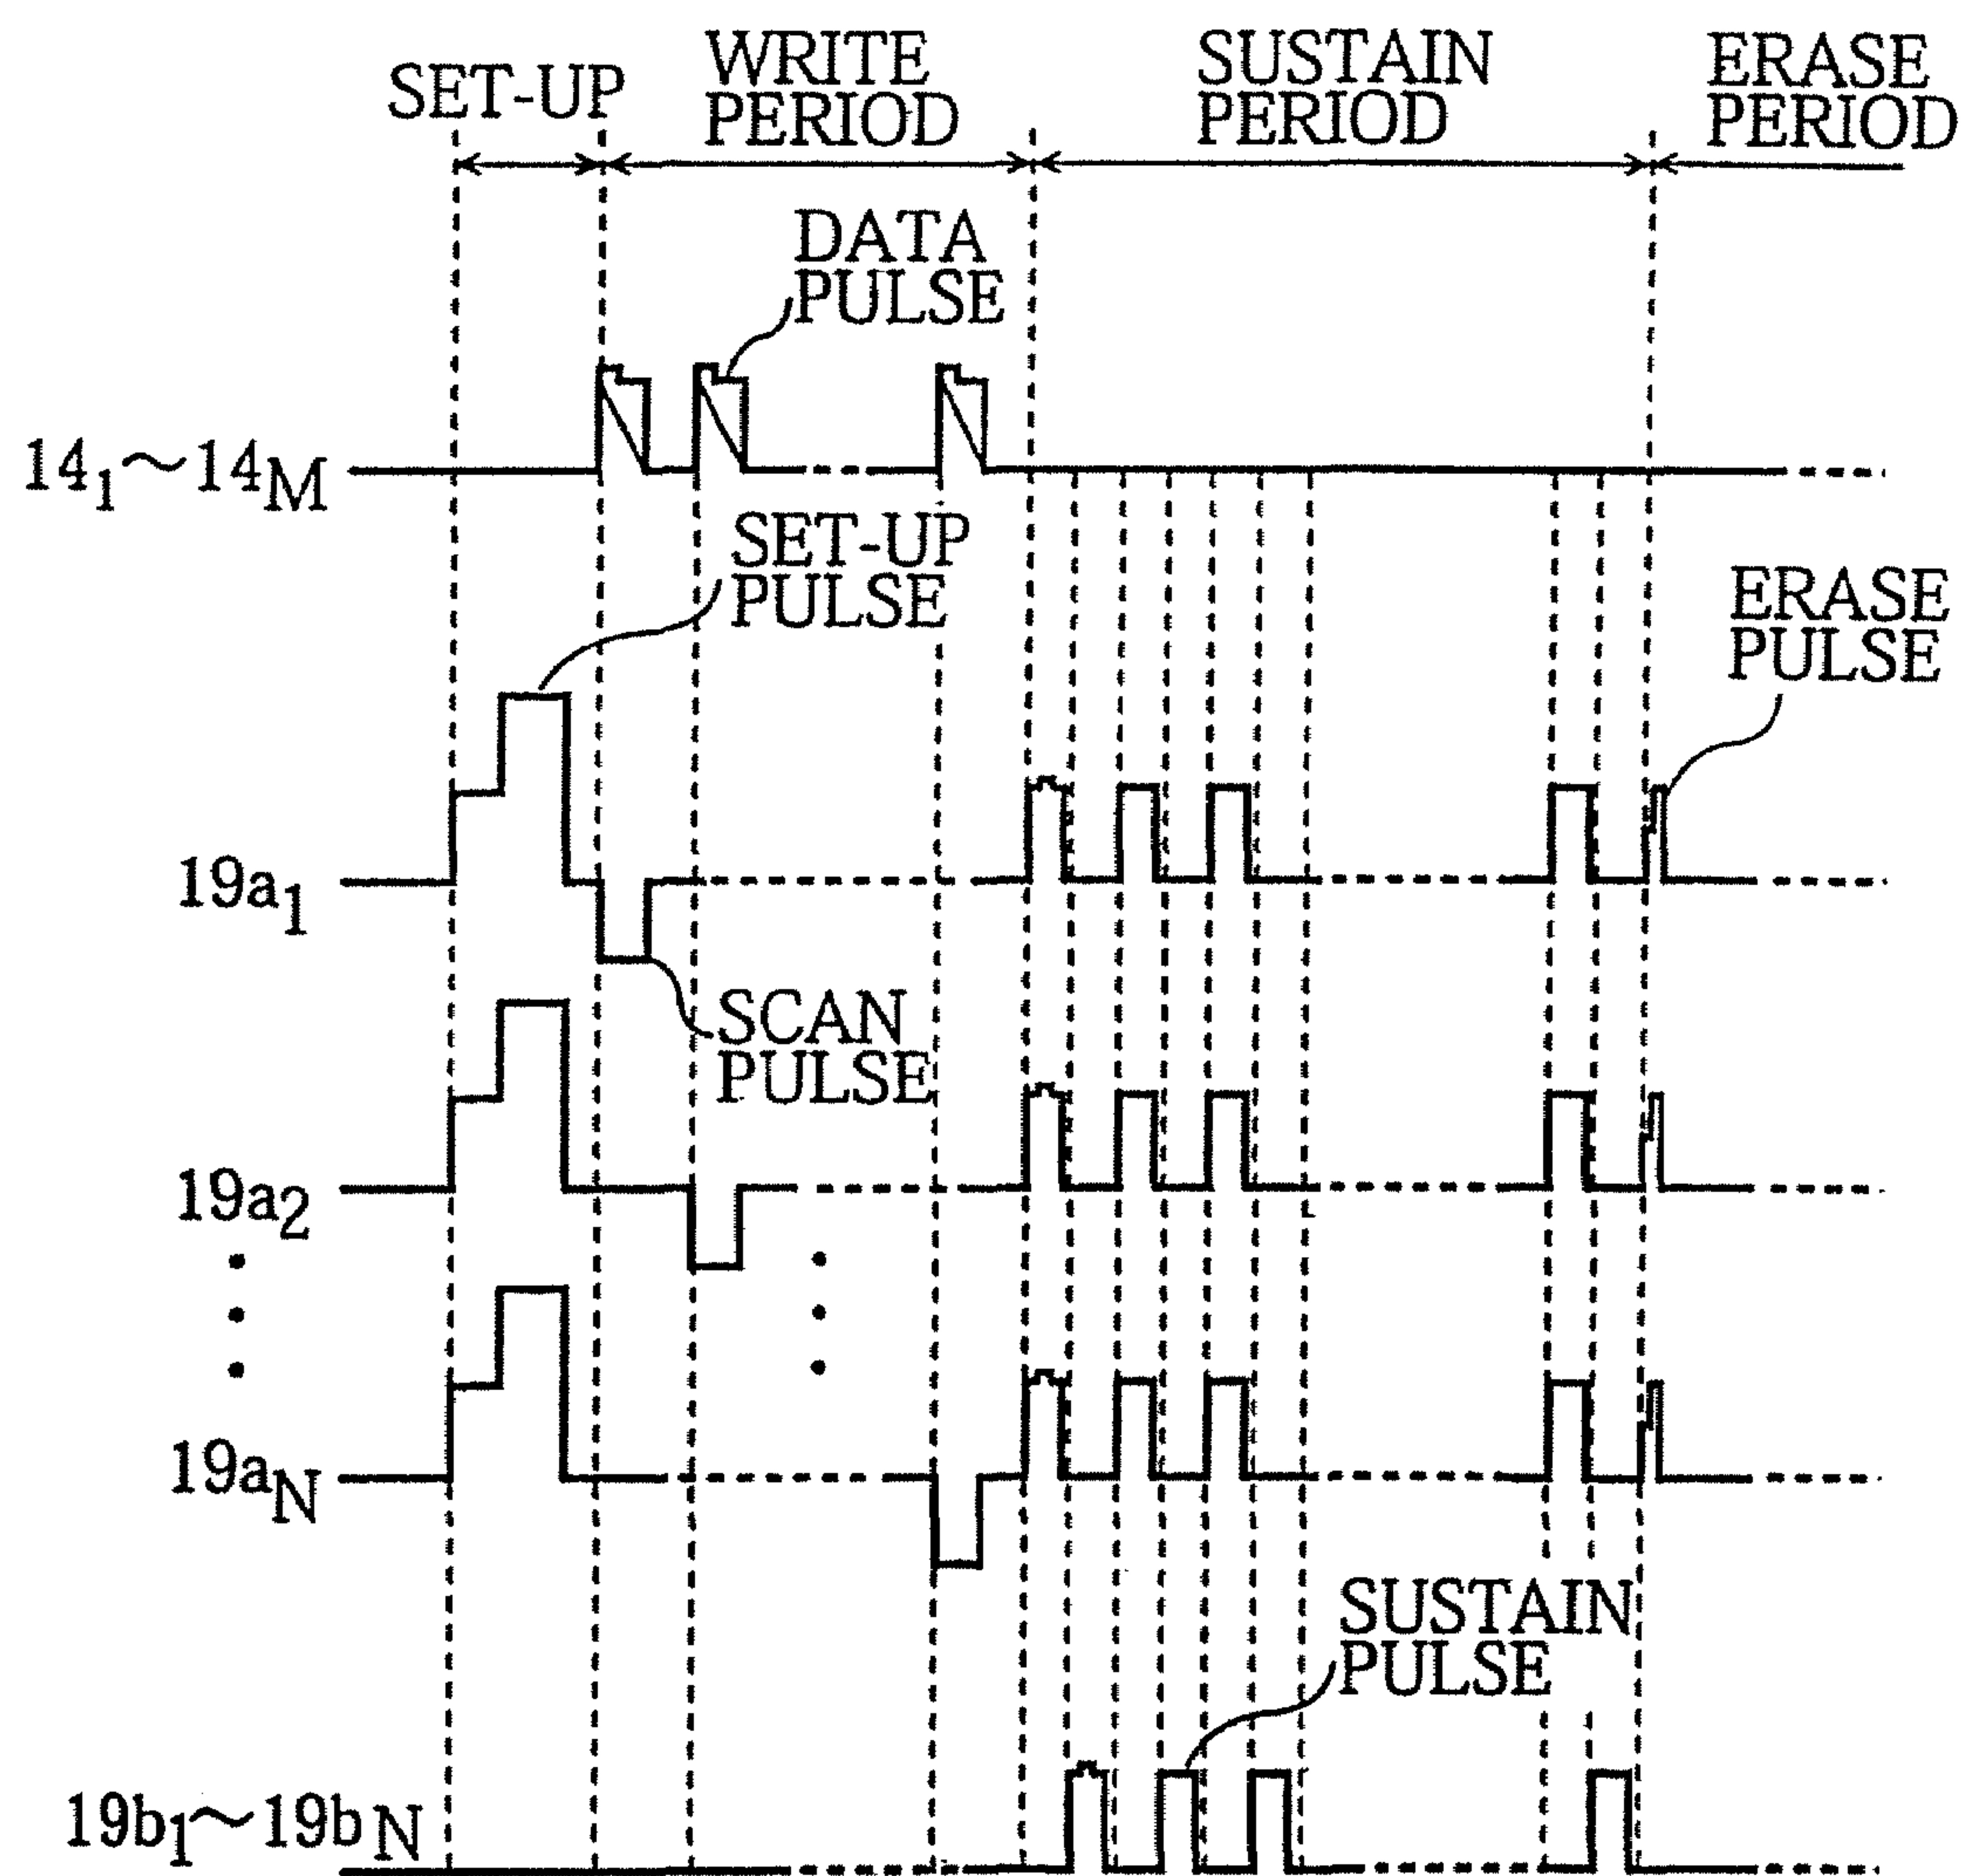 SET-UP
WRITE
PERIOD
SUSTAIN
PERIOD
ERASE
PERIOD
DATA
PULSE
14₁～14M
SET-UP
PULSE
ERASE
PULSE
19a₁
SCAN
PULSE
19a₂
19aN
SUSTAIN
PULSE
19b₁～19bN